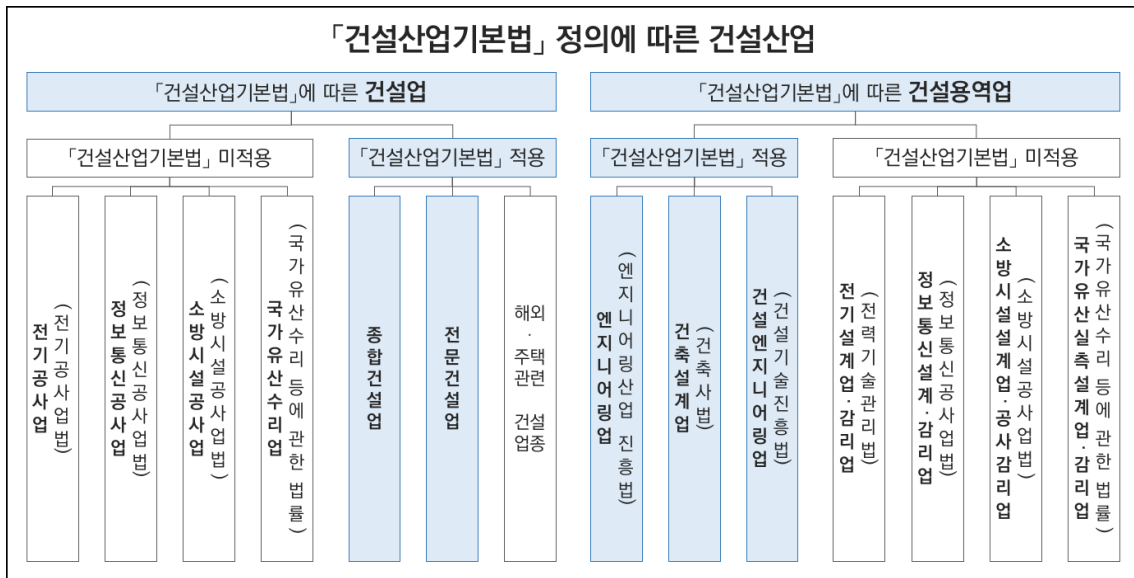 「건설산업기본법」 정의에 따른 건설산업
「건설산업기본법」에 따른 건설업
「건설산업기본법」에 따른 건설용역업
「건설산업기본법」 미적용
「건설산업기본법」 적용
「건설산업기본법」 적용
「건설산업기본법」 미적용
전기공사업
(전기공사업법)
정보통신공사업
(정보통신공사업법)
소방시설공사업
(소방시설공사업법)
국가유산수리업
(국가유산수리 등에 관한 법률)
종합건설업
전문건설업
해외
·
주택
관련
건설
업종
엔지니어링업
(엔지니어링산업 진흥법)
건축설계업
(건축사법)
건설엔지니어링업
(건설기술진흥법)
전기설계업·감리업
(전력기술관리법)
정보통신설계·감리업
(정보통신공사업법)
소방시설설계업·공사감리업
(소방시설공사업법)
국가유산실측설계업·감리업
(국가유산수리 등에 관한 법률)